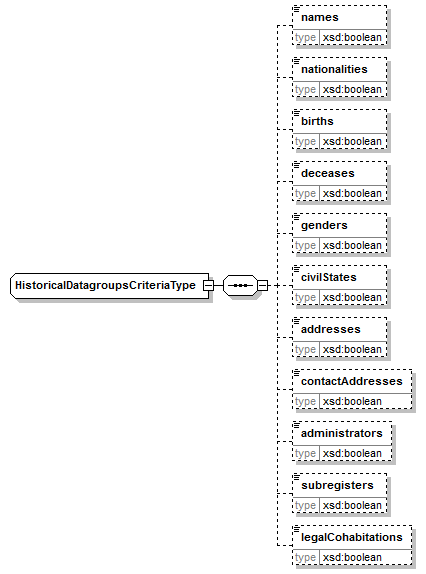 names
type xsd:boolean
nationalities
type xsd:boolean
births
type xsd:boolean
deceases
type xsd:boolean
genders
type xsd:boolean
HistoricalDatagroupsCriteriaType
civilStates
type xsd:boolean
addresses
type xsd:boolean
contactAddresses
type xsd:boolean
administrators
type xsd:boolean
subregisters
type xsd:boolean
legalCohabitations
type xsd:boolean